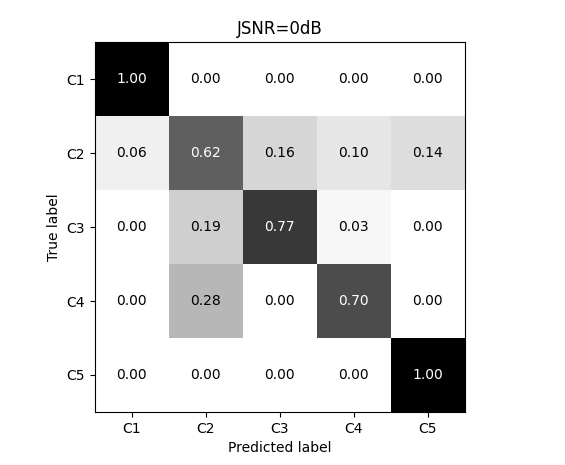 JSNR=0dB
True label
C1 1.00 0.00 0.00 0.00 0.00
C2 0.06 0.62 0.16 0.10 0.14
C3 0.00 0.19 0.77 0.03 0.00
C4 0.00 0.28 0.00 0.70 0.00
C5 0.00 0.00 0.00 0.00 1.00
C1 C2 C3 C4 C5
Predicted label